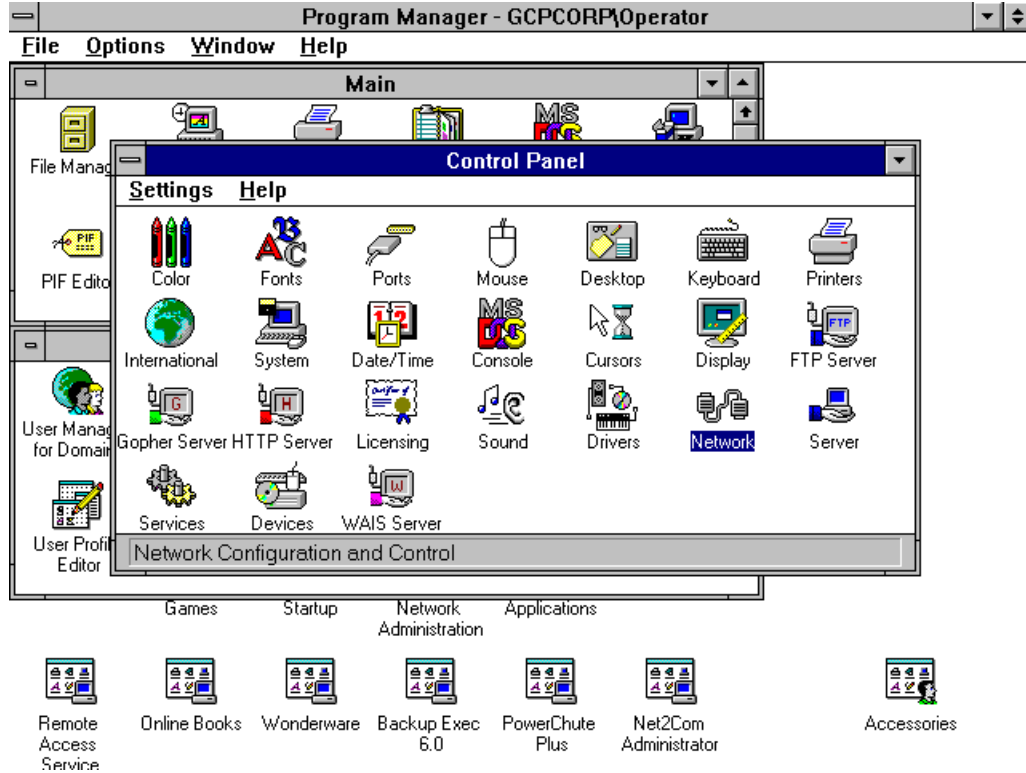 Program Manager - GCPCORP\Operator
File Options Window Help
Main
File Manag
Control Panel
Settings Help
PIF
PIF Edito
Color Fonts Ports Mouse Desktop Keyboard Printers
International System Date/Time Console Cursors Display FTP Server
User Manag
for Domain
Gopher Server HTTP Server Licensing Sound Drivers Network Server
Services Devices WAIS Server
User Profil
Editor
Network Configuration and Control
Games Startup Network Applications
Administration
Remote Online Books Wonderware Backup Exec PowerChute Net2Com Accessories
Access 6.0 Plus Administrator
Service